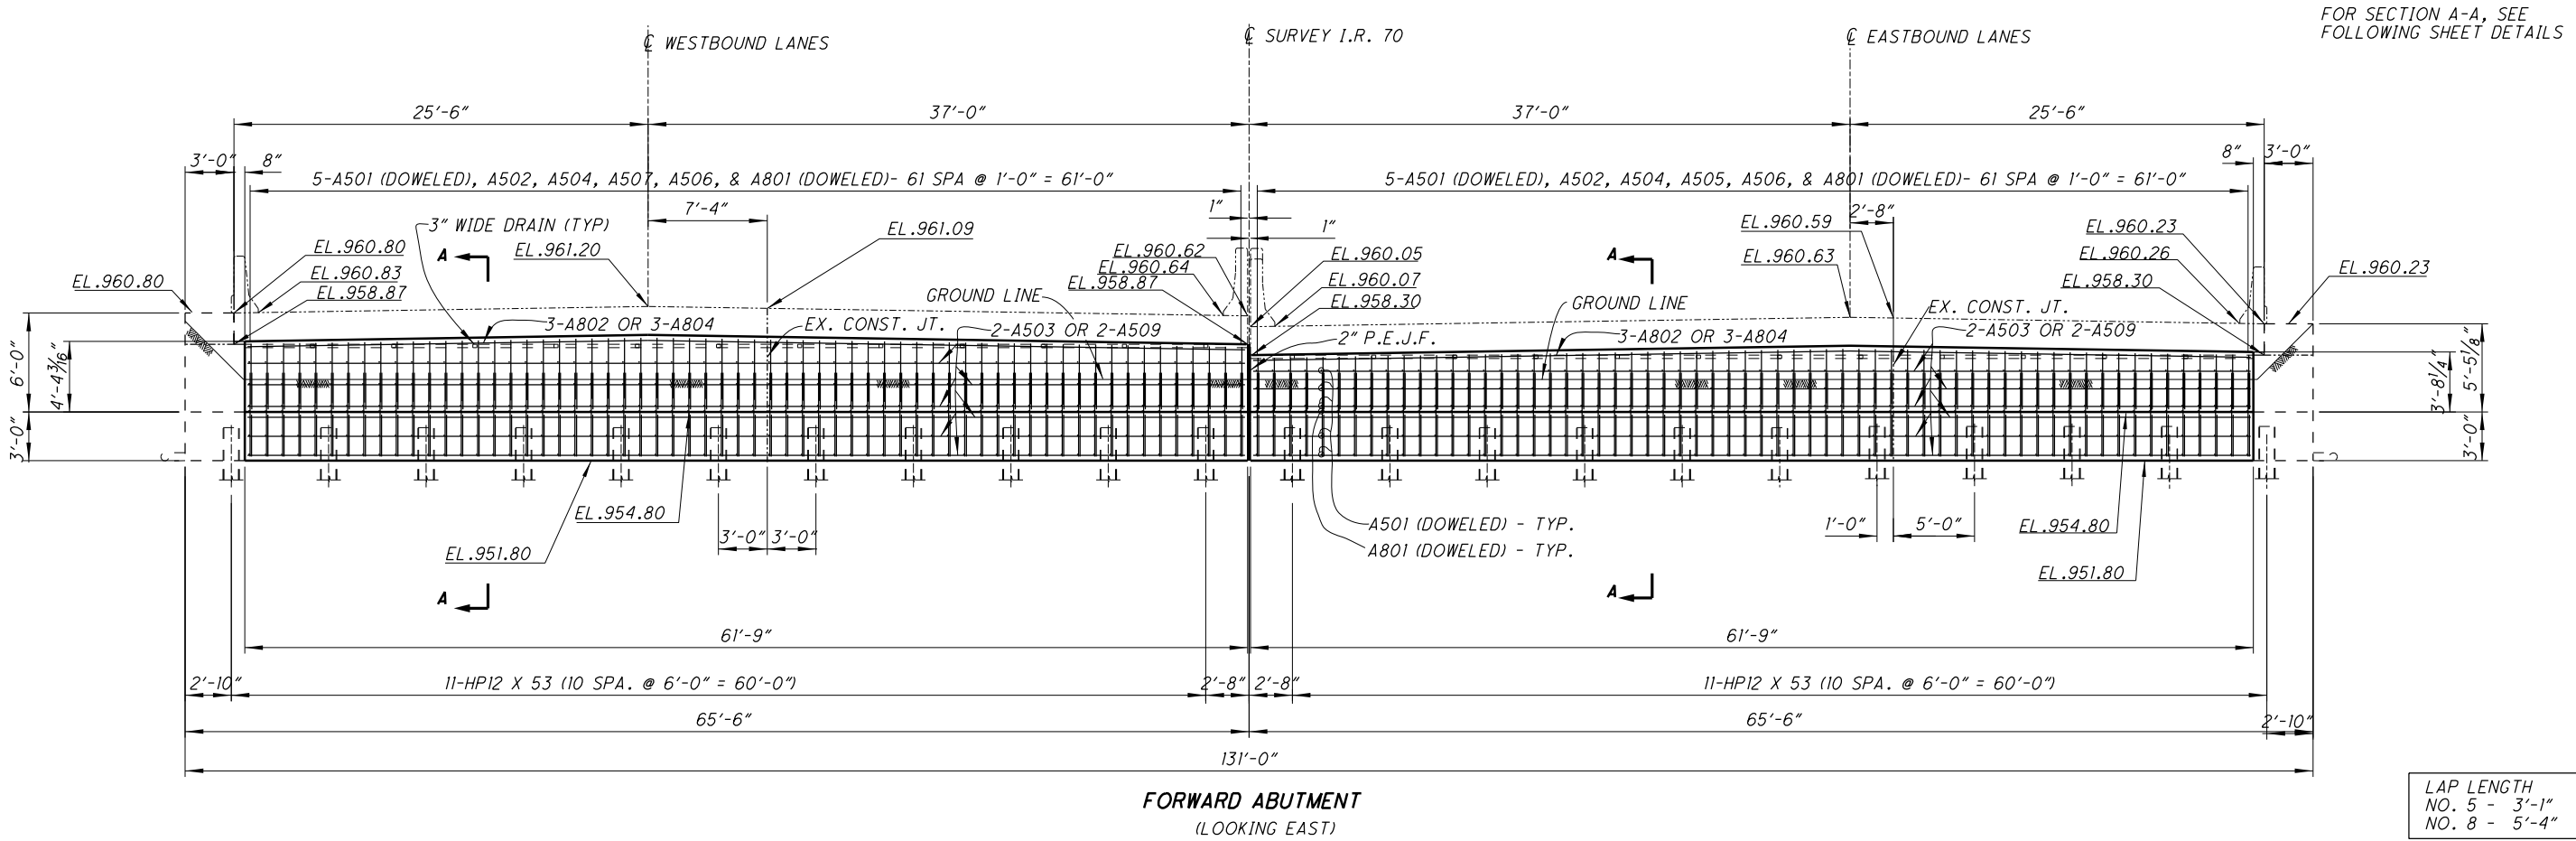 FOR SECTION A-A, SEE
FOLLOWING SHEET DETAILS
℄ WESTBOUND LANES
℄ SURVEY I.R. 70
℄ EASTBOUND LANES
25'-6"
37'-0"
37'-0"
25'-6"
3'-0"
8"
8"
3'-0"
5-A501 (DOWELED), A502, A504, A507, A506, & A801 (DOWELED)- 61 SPA @ 1'-0" = 61'-0"
5-A501 (DOWELED), A502, A504, A505, A506, & A801 (DOWELED)- 61 SPA @ 1'-0" = 61'-0"
7'-4"
1"
1"
2'-8"
3" WIDE DRAIN (TYP)
A
A
EL.960.80
EL.960.80
EL.960.83
EL.958.87
EL.961.20
EL.961.09
EL.960.62
EL.960.64
EL.958.87
EL.960.05
EL.960.07
EL.958.30
EL.960.59
EL.960.63
EL.960.23
EL.960.26
EL.958.30
EL.960.23
GROUND LINE
GROUND LINE
3-A802 OR 3-A804
EX. CONST. JT.
2-A503 OR 2-A509
2" P.E.J.F.
3-A802 OR 3-A804
EX. CONST. JT.
2-A503 OR 2-A509
6'-0"
4'-4 3/16"
3'-0"
3'-8 1/4"
5'-5 1/8"
3'-0"
EL.954.80
EL.951.80
3'-0"
3'-0"
A501 (DOWELED) - TYP.
A801 (DOWELED) - TYP.
1'-0"
5'-0"
EL.954.80
EL.951.80
A
A
61'-9"
61'-9"
2'-10"
11-HP12 X 53 (10 SPA. @ 6'-0" = 60'-0")
2'-8"
2'-8"
11-HP12 X 53 (10 SPA. @ 6'-0" = 60'-0")
65'-6"
65'-6"
2'-10"
131'-0"
FORWARD ABUTMENT
(LOOKING EAST)
LAP LENGTH
NO. 5 - 3'-1"
NO. 8 - 5'-4"